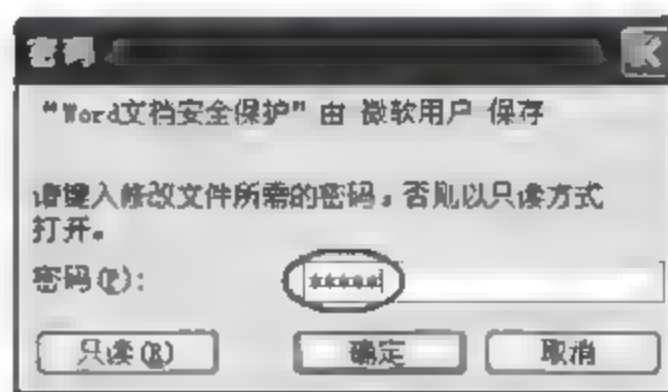 密码
“Word文档安全保护”由 微软用户 保存
请键入修改文件所需的密码，否则以只读方式
打开。
密码(P): *****
只读(R) 确定 取消